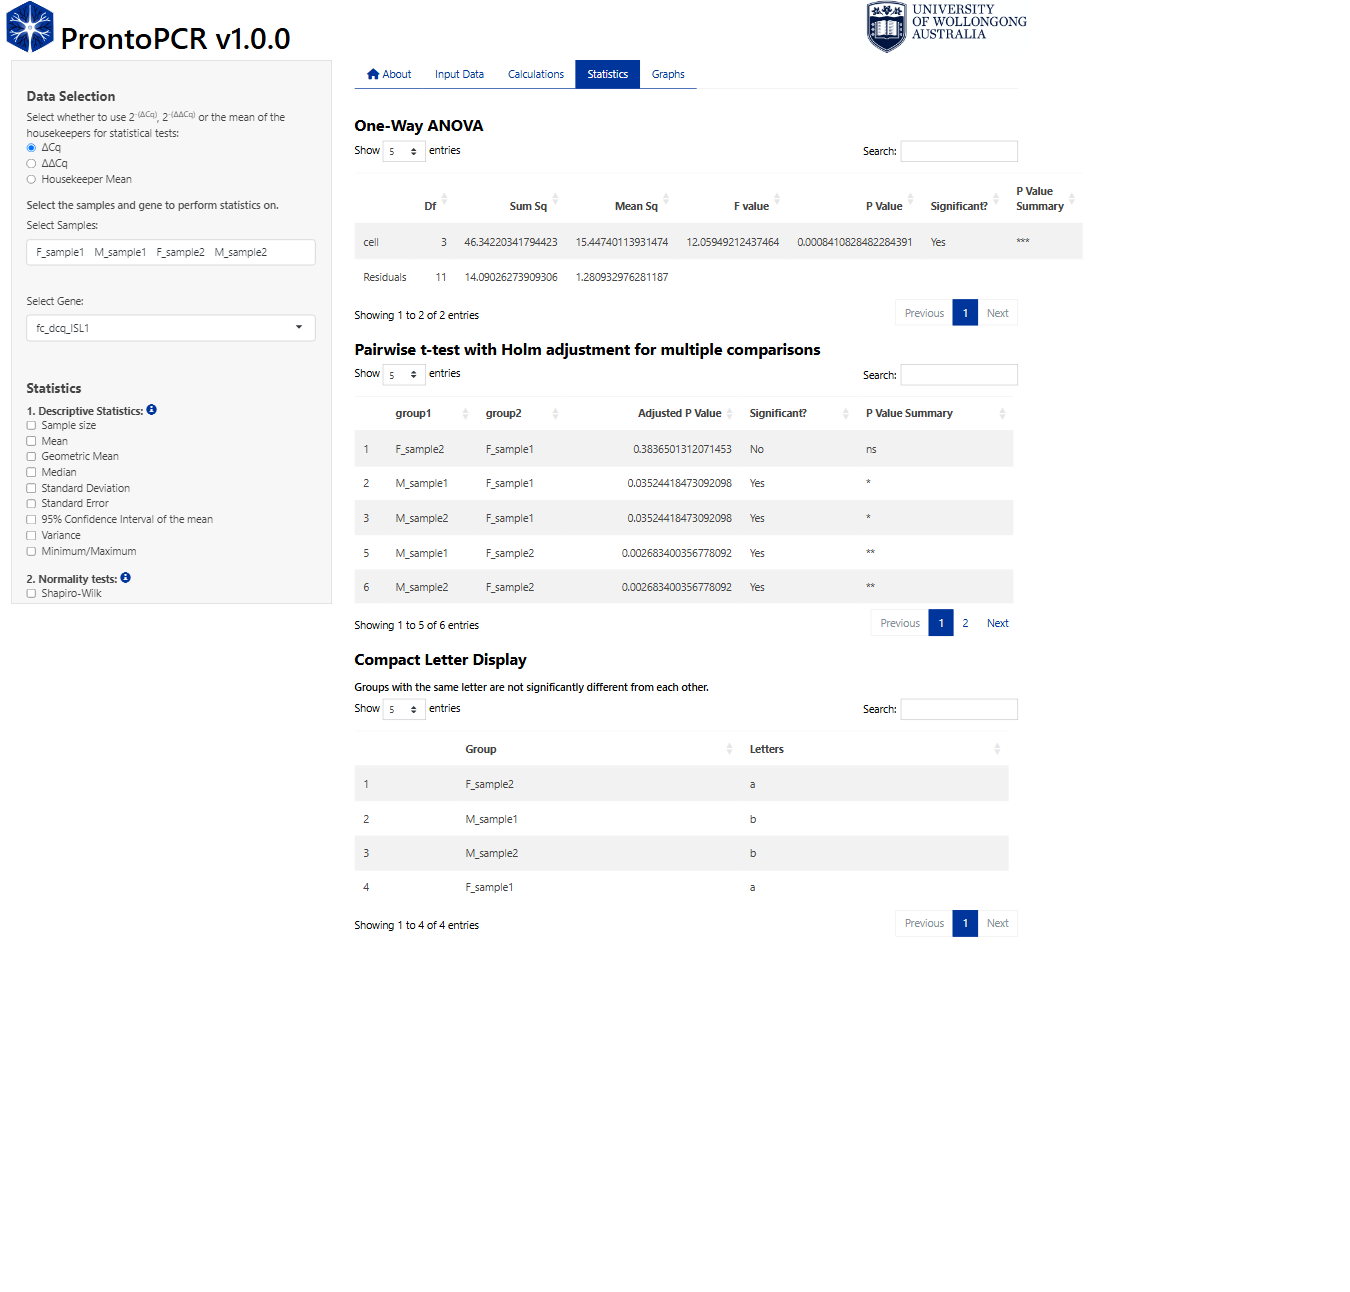 ProntoPCR v1.0.0
UNIVERSITY
OF WOLLONGONG
AUSTRALIA
Data Selection
Select whether to use 2^-(ΔCq), 2^-(ΔΔCq) or the mean of the
housekeepers for statistical tests:
ΔCq
ΔΔCq
Housekeeper Mean
Select the samples and gene to perform statistics on.
Select Samples:
F_sample1 M_sample1 F_sample2 M_sample2
Select Gene:
fc_dcq_ISL1
Statistics
1. Descriptive Statistics:
Sample size
Mean
Geometric Mean
Median
Standard Deviation
Standard Error
95% Confidence Interval of the mean
Variance
Minimum/Maximum
2. Normality tests:
Shapiro-Wilk
About Input Data Calculations Statistics Graphs
One-Way ANOVA
Show 5 entries Search:
Df Sum Sq Mean Sq F value P Value Significant? P Value Summary
cell 3 46.34220341794423 15.44740113931474 12.05949212437464 0.0008410828482284391 Yes ***
Residuals 11 14.09026273909306 1.280932976281187
Showing 1 to 2 of 2 entries Previous 1 Next
Pairwise t-test with Holm adjustment for multiple comparisons
Show 5 entries Search:
group1 group2 Adjusted P Value Significant? P Value Summary
1 F_sample2 F_sample1 0.3836501312071453 No ns
2 M_sample1 F_sample1 0.03524418473092098 Yes *
3 M_sample2 F_sample1 0.03524418473092098 Yes *
5 M_sample1 F_sample2 0.002683400356778092 Yes **
6 M_sample2 F_sample2 0.002683400356778092 Yes **
Showing 1 to 5 of 6 entries Previous 1 2 Next
Compact Letter Display
Groups with the same letter are not significantly different from each other.
Show 5 entries Search:
Group Letters
1 F_sample2 a
2 M_sample1 b
3 M_sample2 b
4 F_sample1 a
Showing 1 to 4 of 4 entries Previous 1 Next